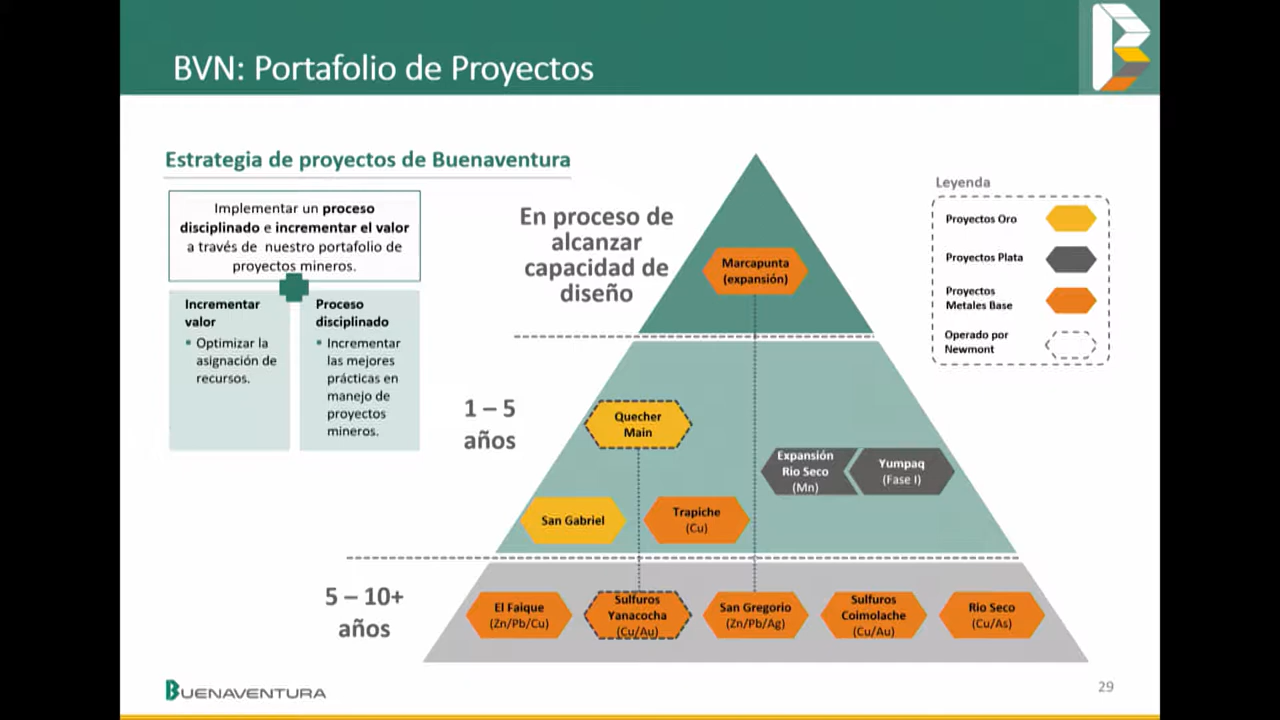 BVN: Portafolio de Proyectos
Estrategia de proyectos de Buenaventura
Implementar un proceso
disciplinado e incrementar el valor
a través de nuestro portafolio de
proyectos mineros.
Incrementar
valor
▪ Optimizar la
asignación de
recursos.
Proceso
disciplinado
▪ Incrementar
las mejores
prácticas en
manejo de
proyectos
mineros.
En proceso de
alcanzar
capacidad de
diseño
Marcapunta
(expansión)
Leyenda
Proyectos Oro
Proyectos Plata
Proyectos
Metales Base
Operado por
Newmont
1 – 5
años
Quecher
Main
Expansión
Rio Seco
(Mn)
Yumpaq
(Fase I)
San Gabriel
Trapiche
(Cu)
5 – 10+
años
El Faique
(Zn/Pb/Cu)
Sulfuros
Yanacocha
(Cu/Au)
San Gregorio
(Zn/Pb/Ag)
Sulfuros
Coimolache
(Cu/Au)
Rio Seco
(Cu/As)
BUENAVENTURA
29